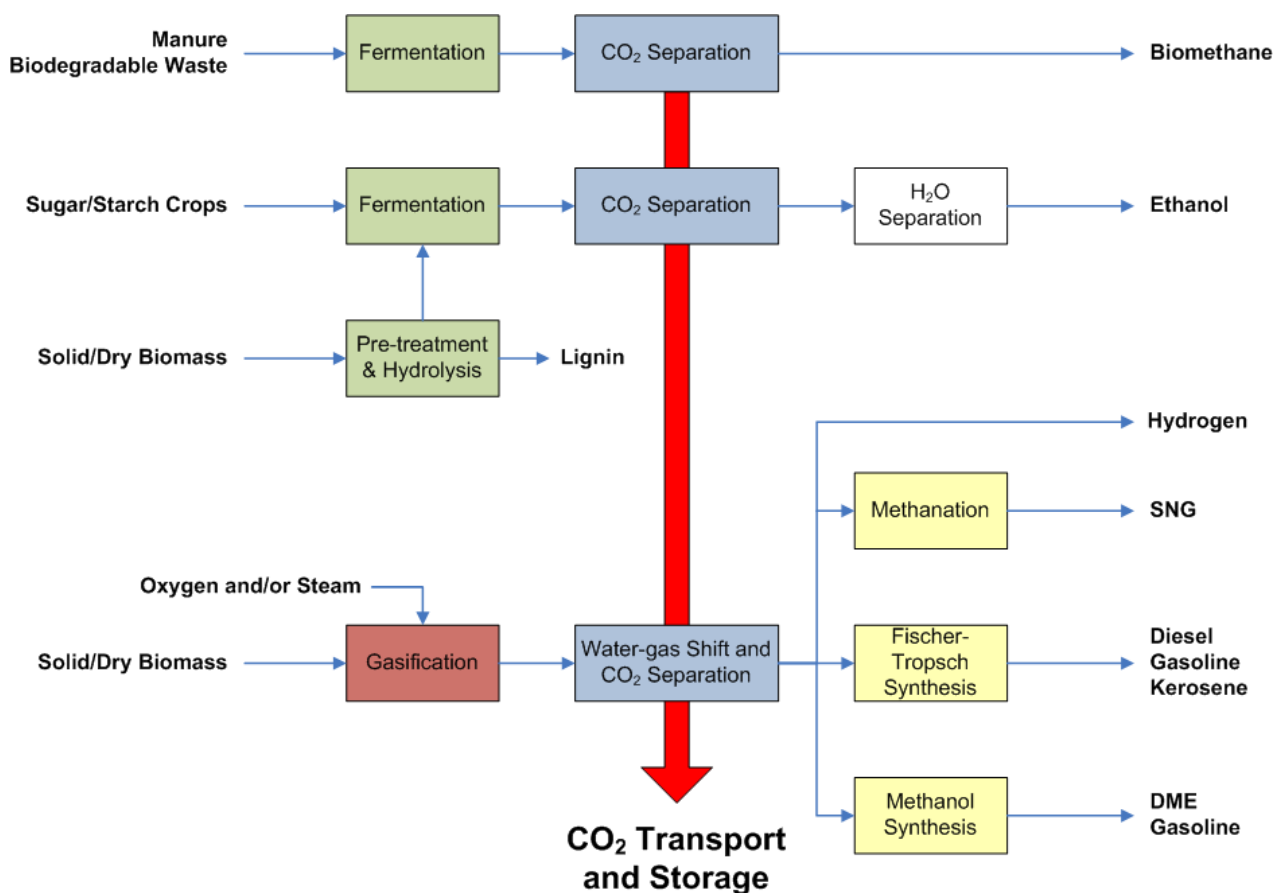 Manure
Biodegradable Waste
Fermentation
CO₂ Separation
Biomethane
Sugar/Starch Crops
Fermentation
CO₂ Separation
H₂O
Separation
Ethanol
Solid/Dry Biomass
Pre-treatment
& Hydrolysis
Lignin
Hydrogen
Methanation
SNG
Oxygen and/or Steam
Solid/Dry Biomass
Gasification
Water-gas Shift and
CO₂ Separation
Fischer-
Tropsch
Synthesis
Diesel
Gasoline
Kerosene
Methanol
Synthesis
DME
Gasoline
CO₂ Transport
and Storage